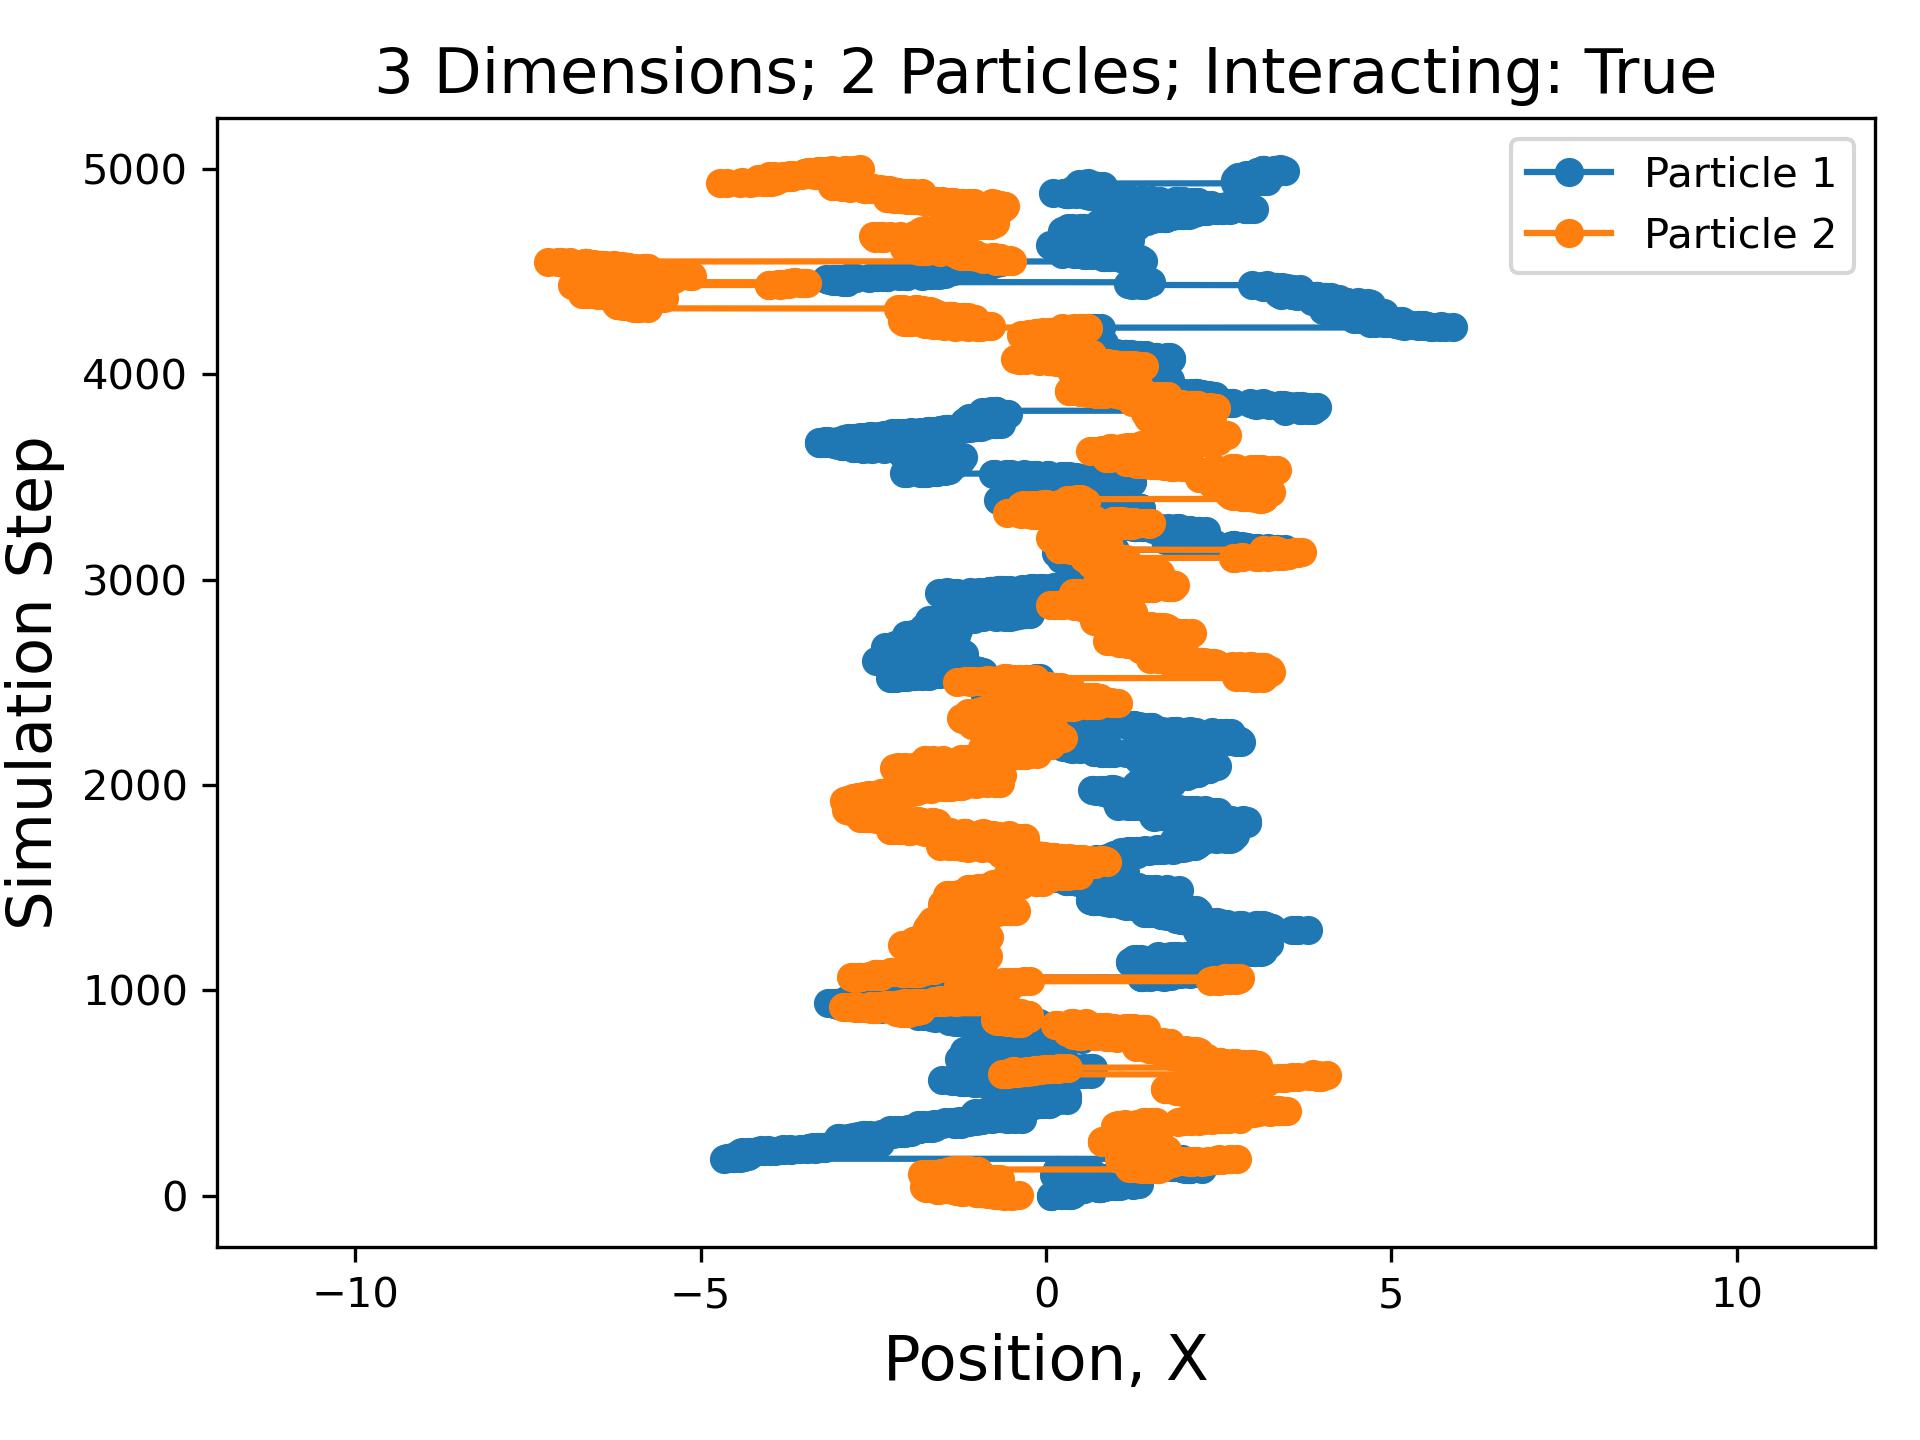 3 Dimensions; 2 Particles; Interacting: True
Particle 1
Particle 2
5000
4000
3000
2000
1000
0
Simulation Step
−10
−5
0
5
10
Position, X